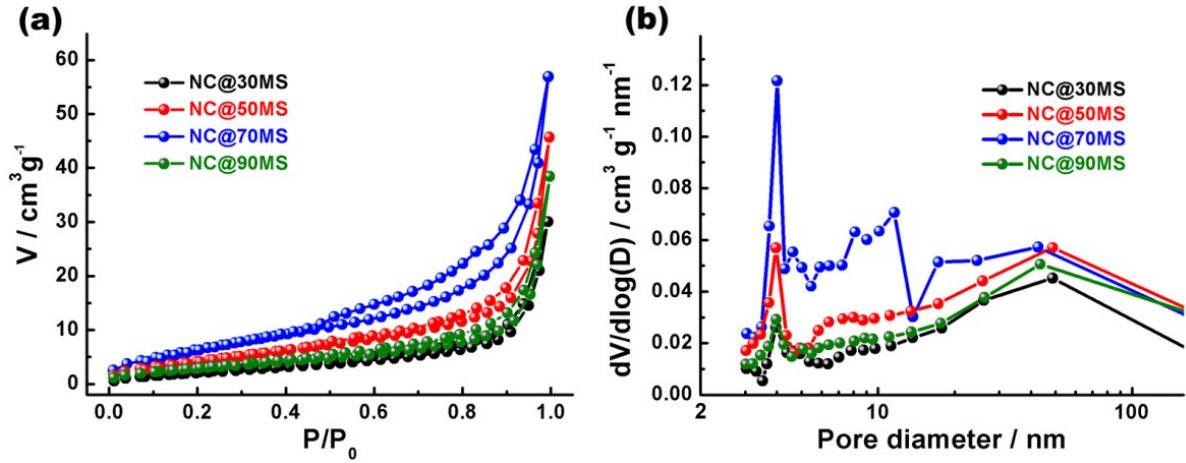 (a)
V / cm³g⁻¹
60
50
40
30
20
10
0
NC@30MS
NC@50MS
NC@70MS
NC@90MS
0.0 0.2 0.4 0.6 0.8 1.0
P/P₀
(b)
dV/dlog(D) / cm³ g⁻¹ nm⁻¹
0.12
0.10
0.08
0.06
0.04
0.02
0.00
NC@30MS
NC@50MS
NC@70MS
NC@90MS
2 10 100
Pore diameter / nm